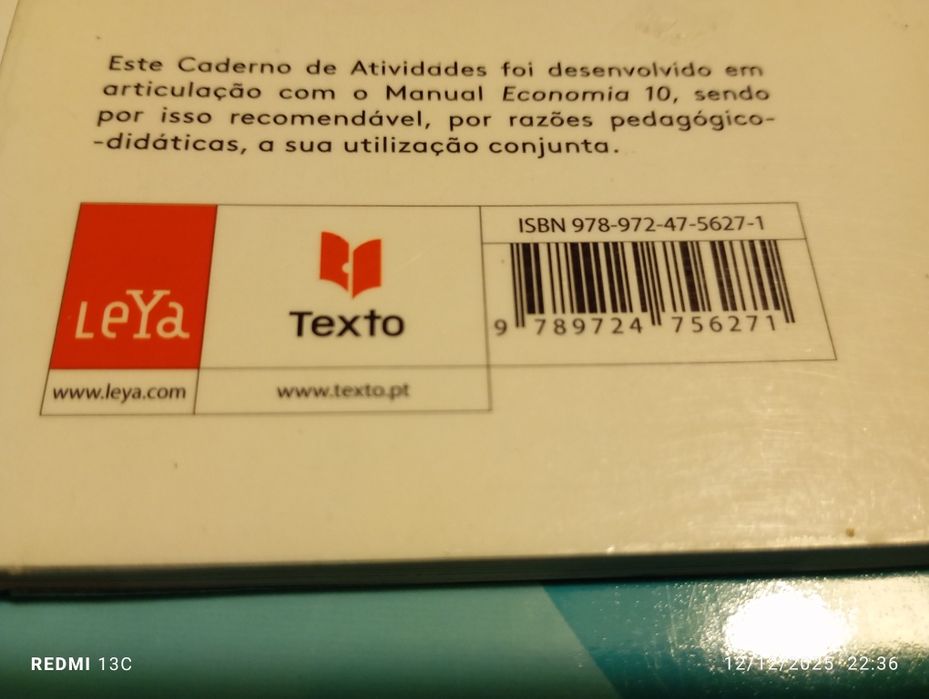 Este Caderno de Atividades foi desenvolvido em
articulação com o Manual Economia 10, sendo
por isso recomendável, por razões pedagógico-
-didáticas, a sua utilização conjunta.
ISBN 978-972-47-5627-1
LeYa
Texto
9 789724 756271
www.leya.com
www.texto.pt
REDMI 13C
12/12/2025 22:36